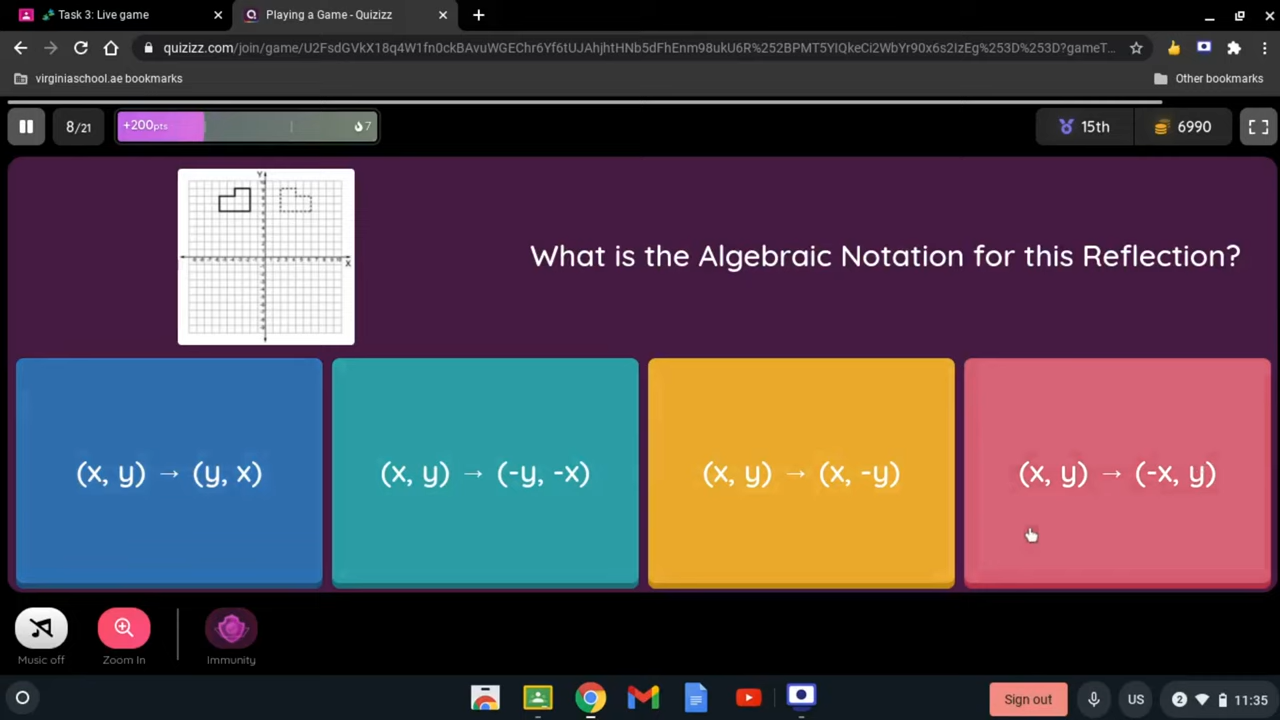 Task 3: Live game
Playing a Game - Quizizz
quizizz.com/join/game/U2FsdGVkX18q4W1fn0ckBAvuWGEChr6Yf6tUJAhjhtHNb5dFhEnm98ukU6R%252BPMT5YIQkeCi2WbYr90x6s2IzEg%253D%253D?gameT...
virginiaschool.ae bookmarks
Other bookmarks
8/21
+200pts
7
15th
6990
Y
X
What is the Algebraic Notation for this Reflection?
(x, y) → (y, x)
(x, y) → (-y, -x)
(x, y) → (x, -y)
(x, y) → (-x, y)
Music off
Zoom In
Immunity
Sign out
US
2
11:35